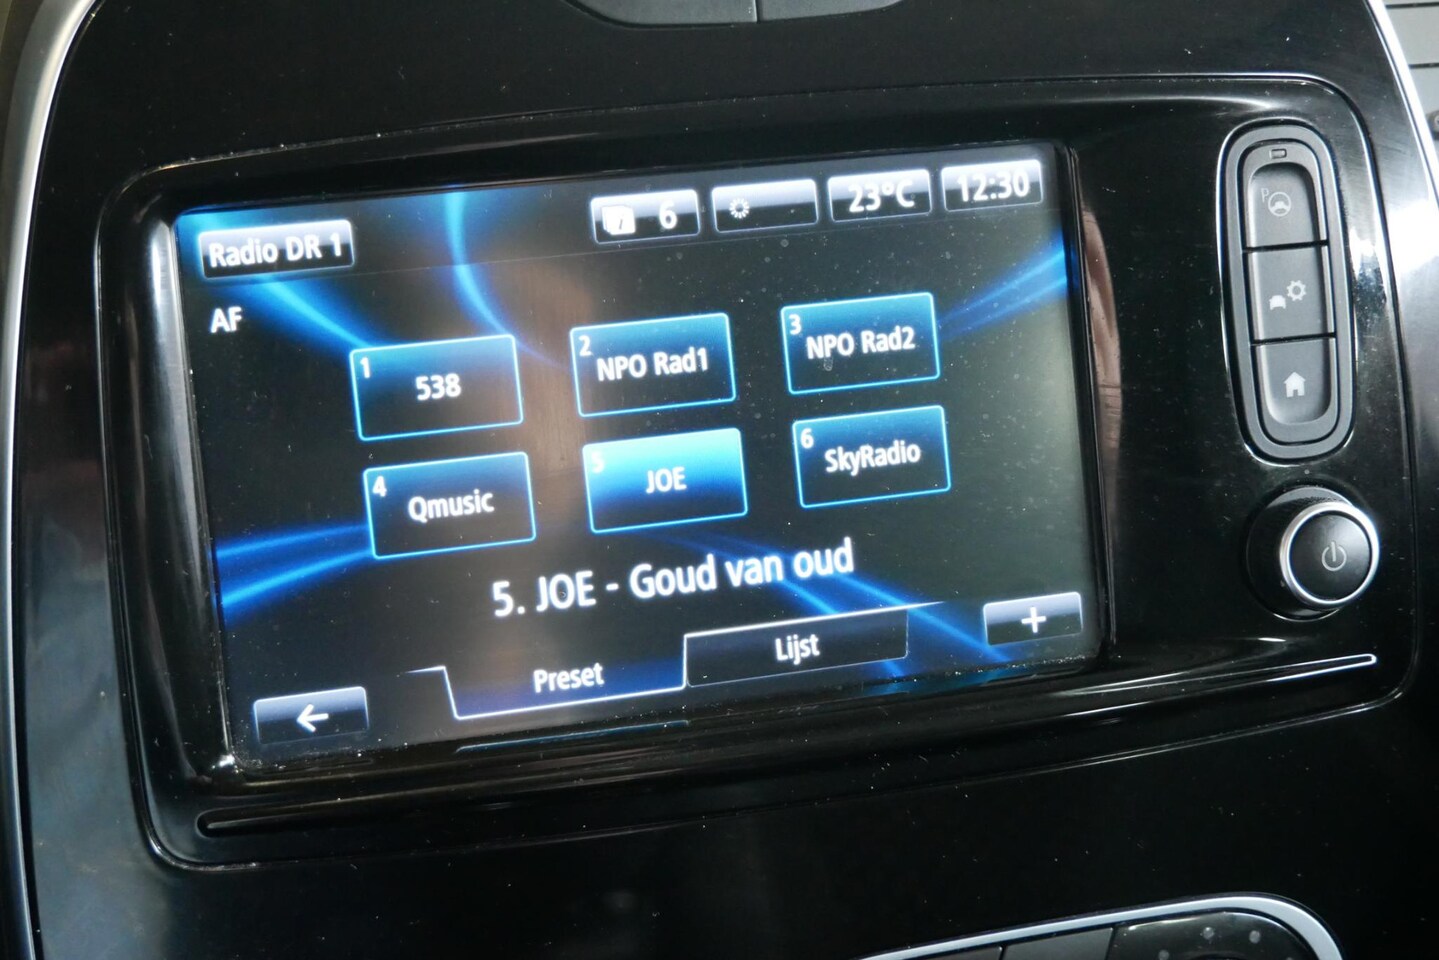 Radio DR 1
6
23°C
12:30
AF
1 538
2 NPO Rad1
3 NPO Rad2
4 Qmusic
5 JOE
6 SkyRadio
5. JOE - Goud van oud
Preset
Lijst
+
P